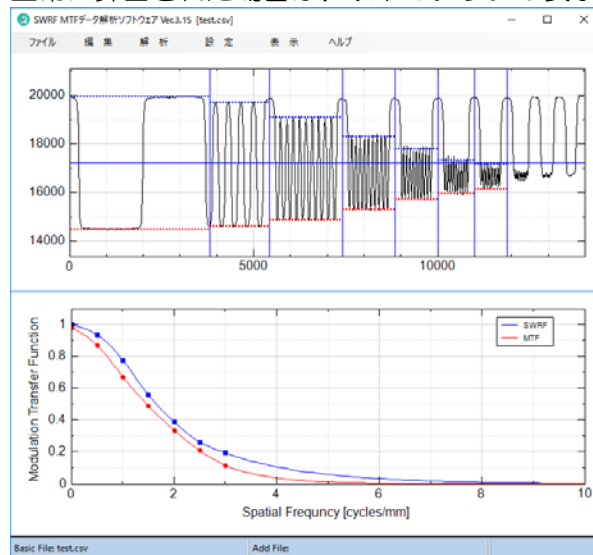 SWRF MTFデータ解析ソフトウェア Ver.3.15 [test.csv]
ファイル 編 集 解 析 設 定 表 示 ヘルプ
20000
18000
16000
14000
0 5000 10000
Modulation Transfer Function
1
0.8
0.6
0.4
0.2
0
SWRF
MTF
0 2 4 6 8 10
Spatial Frequncy [cycles/mm]
Basic File: test.csv Add File: